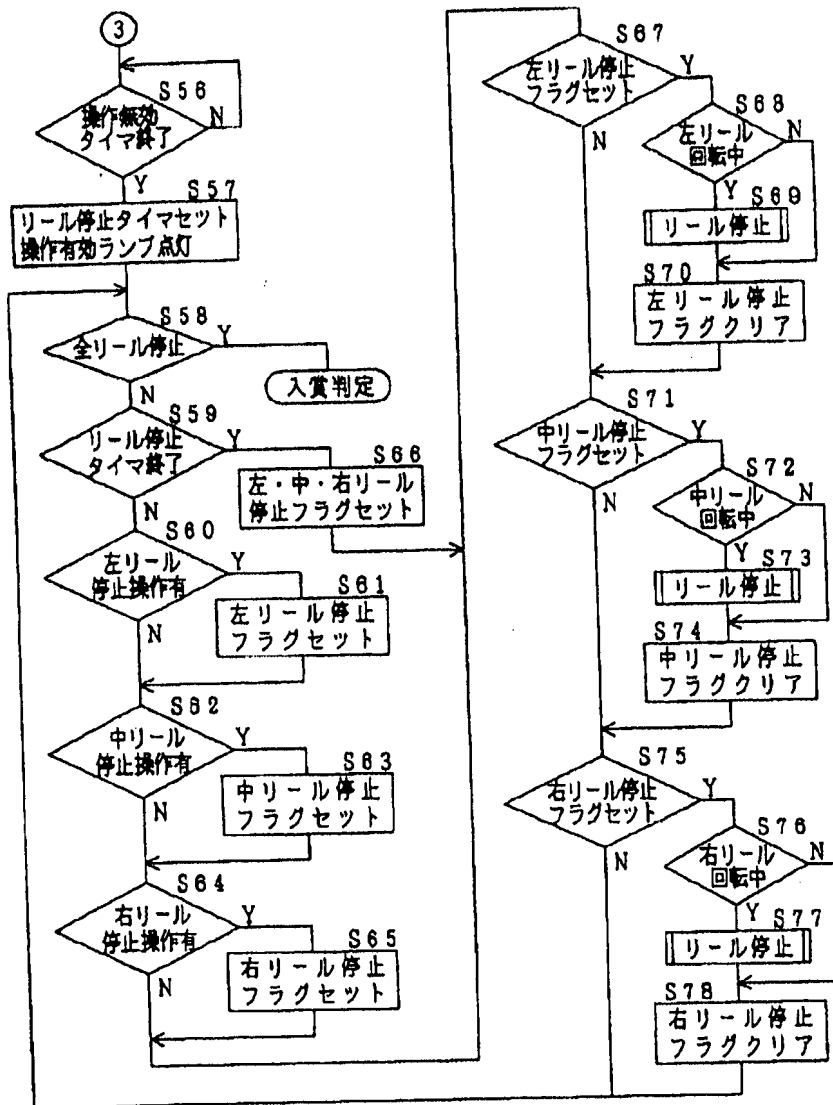 3
S56
操作無効
タイマ終了
N
Y
S57
リール停止タイマセット
操作有効ランプ点灯
S58
全リール停止
Y
入賞判定
N
S59
リール停止
タイマ終了
Y
S66
左・中・右リール
停止フラグセット
N
S60
左リール
停止操作有
Y
S61
左リール停止
フラグセット
N
S62
中リール
停止操作有
Y
S63
中リール停止
フラグセット
N
S64
右リール
停止操作有
Y
S65
右リール停止
フラグセット
N
S67
左リール停止
フラグセット
Y
S68
左リール
回転中
N
N
Y
S69
リール停止
S70
左リール停止
フラグクリア
S71
中リール停止
フラグセット
Y
S72
中リール
回転中
N
N
Y
S73
リール停止
S74
中リール停止
フラグクリア
S75
右リール停止
フラグセット
Y
S76
右リール
回転中
N
N
Y
S77
リール停止
S78
右リール停止
フラグクリア